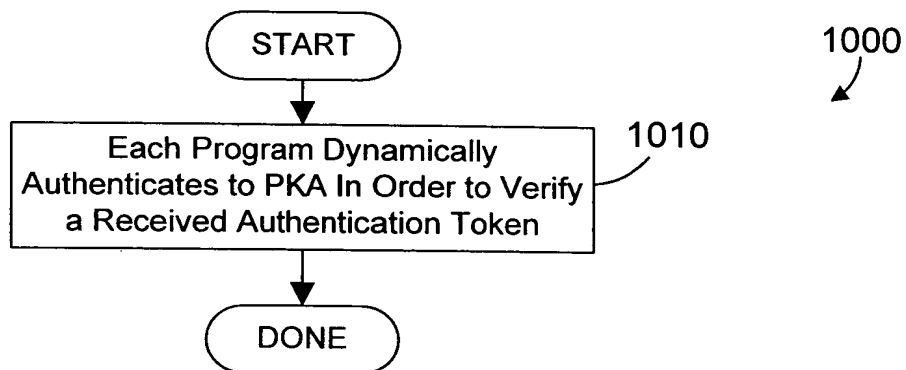 START
1000
Each Program Dynamically
Authenticates to PKA In Order to Verify
a Received Authentication Token
1010
DONE